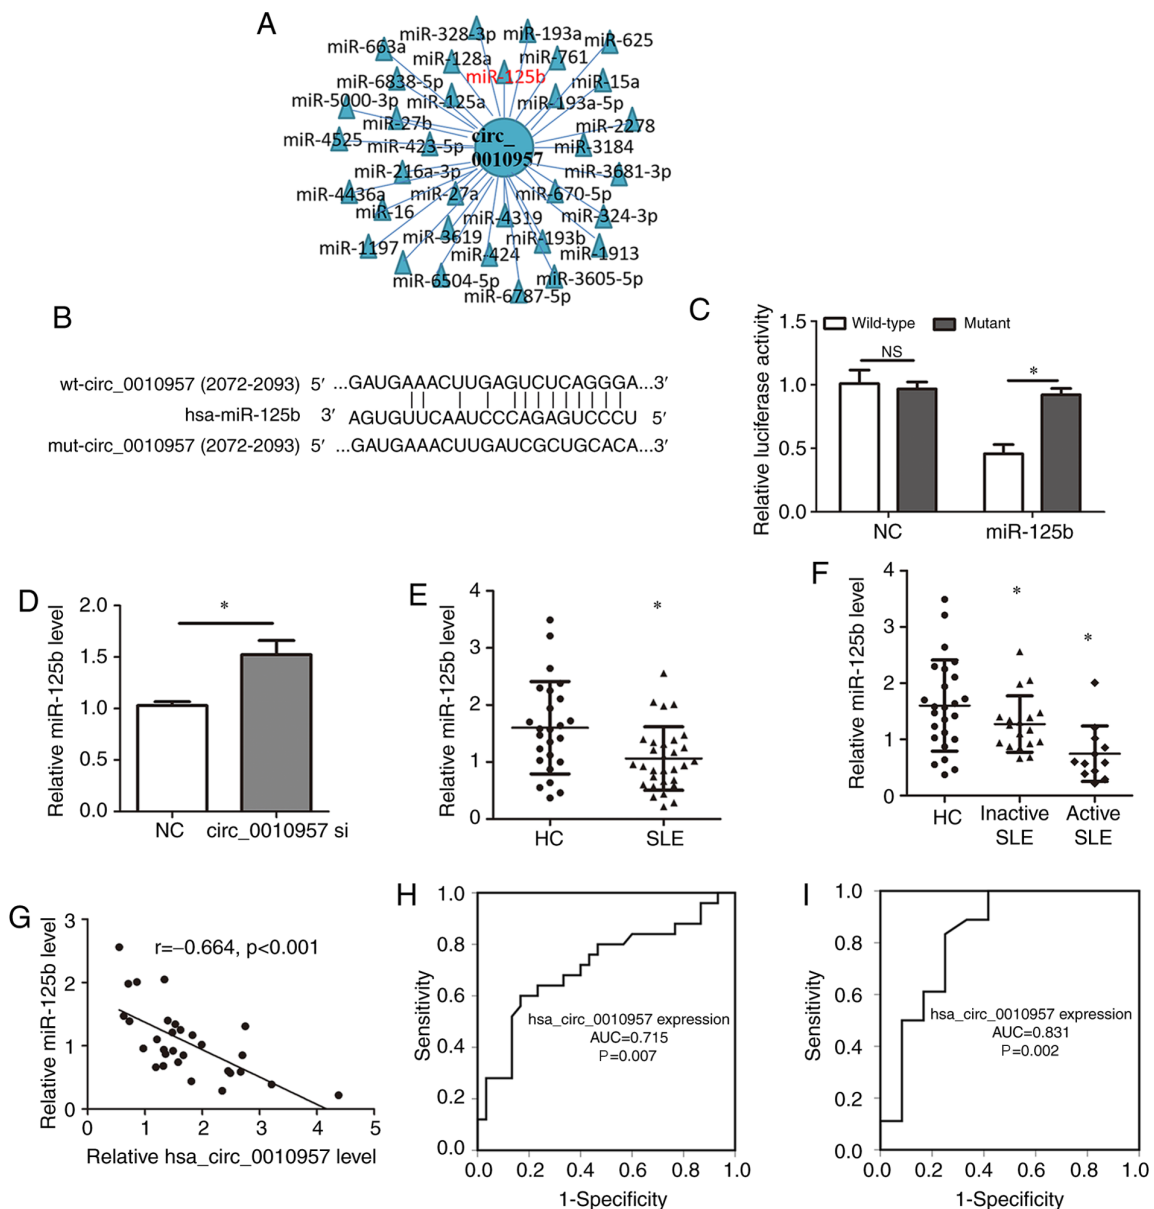 A
miR-328-3p
miR-193a
miR-625
miR-663a
miR-128a
miR-761
miR-125b
miR-6838-5p
miR-15a
miR-5000-3p
miR-125a
miR-193a-5p
miR-27b
miR-2278
miR-4525
miR-423-5p
circ_
0010957
miR-3184
miR-216a-3p
miR-3681-3p
miR-4436a
miR-27a
miR-670-5p
miR-16
miR-4319
miR-324-3p
miR-1197
miR-3619
miR-193b
miR-1913
miR-424
miR-6504-5p
miR-3605-5p
miR-6787-5p
B
wt-circ_0010957 (2072-2093) 5′ ...GAUGAAACUUGAGUCUCAGGGA...3′
hsa-miR-125b 3′ AGUGUUCAAUCCCAGAGUCCCU 5′
mut-circ_0010957 (2072-2093) 5′ ...GAUGAAACUUGAUCGCUGCACA...3′
C
Relative luciferase activity
1.5
1.0
0.5
0.0
Wild-type
Mutant
NS
*
NC
miR-125b
D
Relative miR-125b level
2.0
1.5
1.0
0.5
0.0
*
NC
circ_0010957 si
E
Relative miR-125b level
4
3
2
1
0
*
HC
SLE
F
Relative miR-125b level
4
3
2
1
0
*
*
HC
Inactive
SLE
Active
SLE
G
Relative miR-125b level
3
2
1
0
r=−0.664, p<0.001
0 1 2 3 4 5
Relative hsa_circ_0010957 level
H
Sensitivity
1.0
0.8
0.6
0.4
0.2
0.0
hsa_circ_0010957 expression
AUC=0.715
P=0.007
0.0 0.2 0.4 0.6 0.8 1.0
1-Specificity
I
Sensitivity
1.0
0.8
0.6
0.4
0.2
0.0
hsa_circ_0010957 expression
AUC=0.831
P=0.002
0.0 0.2 0.4 0.6 0.8 1.0
1-Specificity